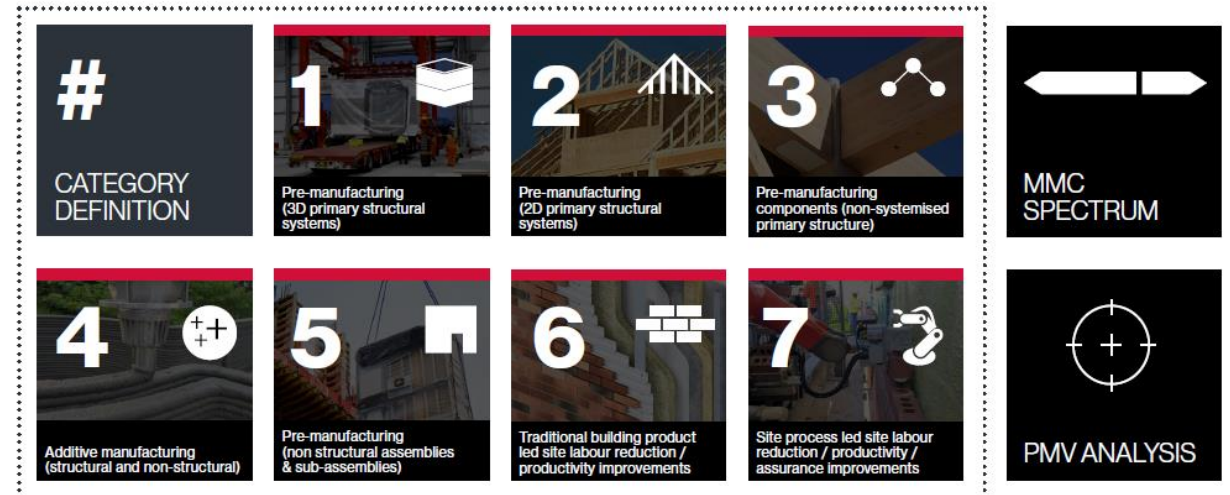 #
CATEGORY
DEFINITION
1
Pre-manufacturing
(3D primary structural
systems)
2
Pre-manufacturing
(2D primary structural
systems)
3
Pre-manufacturing
components (non-systemised
primary structure)
MMC
SPECTRUM
4
Additive manufacturing
(structural and non-structural)
5
Pre-manufacturing
(non structural assemblies
& sub-assemblies)
6
Traditional building product
led site labour reduction /
productivity improvements
7
Site process led site labour
reduction / productivity /
assurance improvements
PMV ANALYSIS